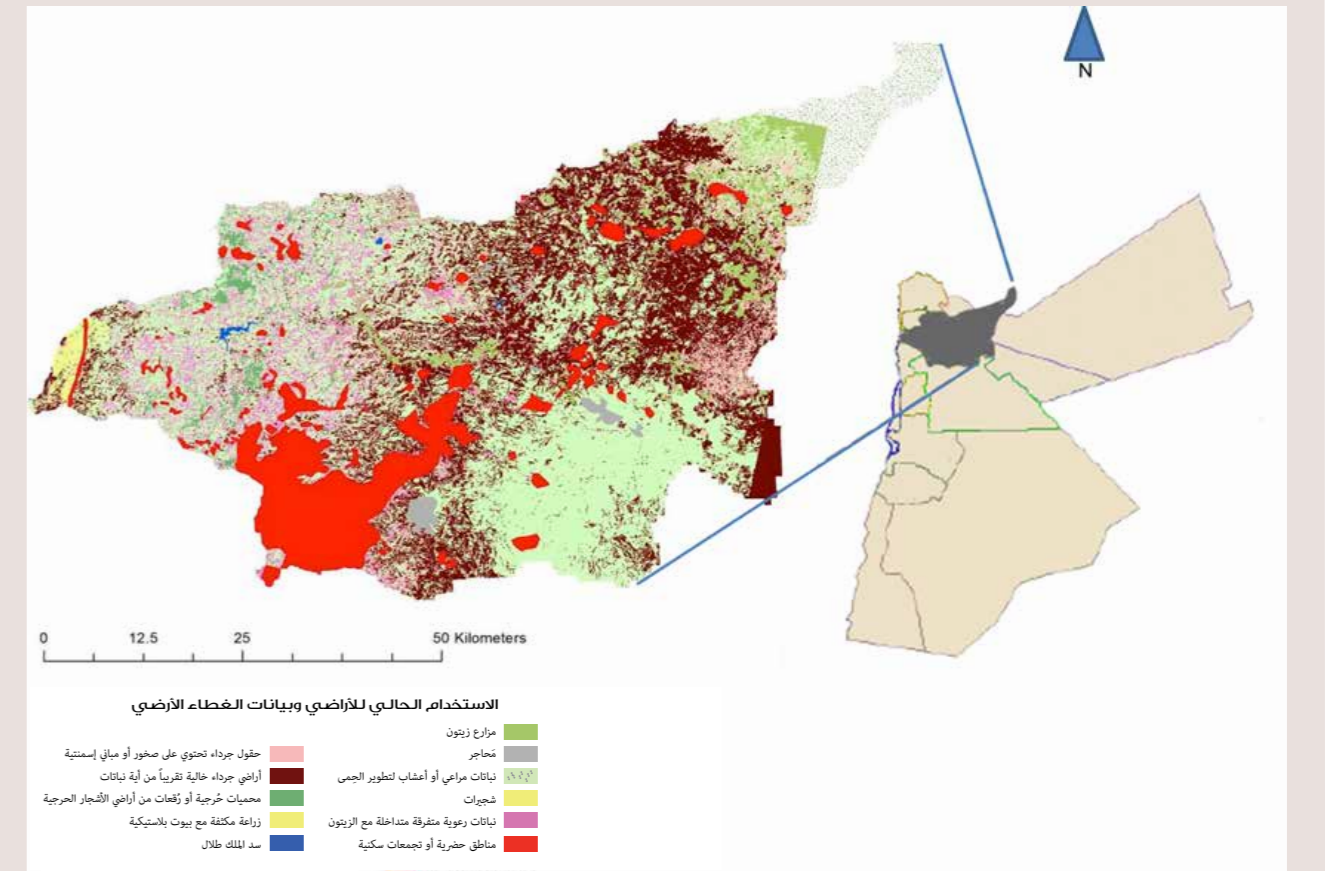 N
0 12.5 25 50 Kilometers
الاستخدام الحالي للأراضي وبيانات الغطاء الأرضي
مزارع زيتون
مَحاجر
نباتات مراعي أو أعشاب لتطوير الحِمى
شجيرات
نباتات رعوية متفرقة متداخلة مع الزيتون
مناطق حضرية أو تجمعات سكنية
حقول جرداء تحتوي على صخور أو مباني إسمنتية
أراضي جرداء خالية تقريباً من أية نباتات
محميات حُرجية أو رُقعات من أراضي الأشجار الحرجية
زراعة مكثفة مع بيوت بلاستيكية
سد الملك طلال